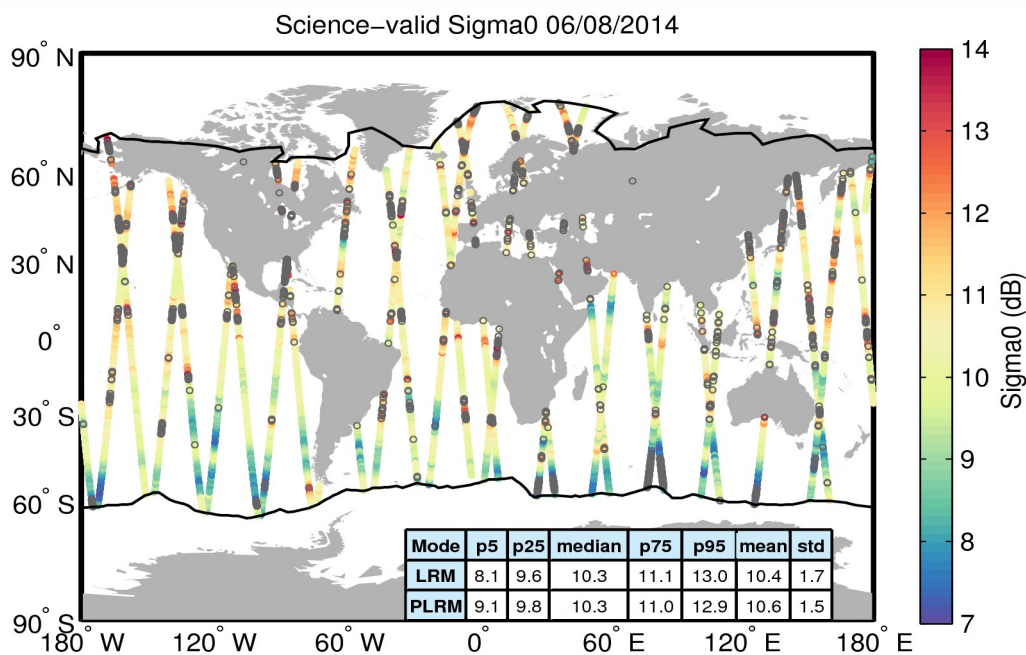 Science−valid Sigma0 06/08/2014
90° N
60° N
30° N
0°
30° S
60° S
90° S
180° W
120° W
60° W
0°
60° E
120° E
180° E
14
13
12
11
10
9
8
7
Sigma0 (dB)
Mode p5 p25 median p75 p95 mean std
LRM 8.1 9.6 10.3 11.1 13.0 10.4 1.7
PLRM 9.1 9.8 10.3 11.0 12.9 10.6 1.5